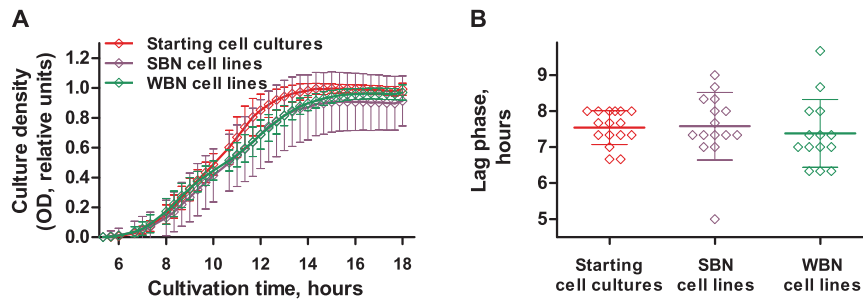 A
Starting cell cultures
SBN cell lines
WBN cell lines
Culture density
(OD, relative units)
1.2
1.0
0.8
0.6
0.4
0.2
0.0
6 8 10 12 14 16 18
Cultivation time, hours
B
Lag phase,
hours
9
8
7
6
5
Starting
cell cultures
SBN
cell lines
WBN
cell lines